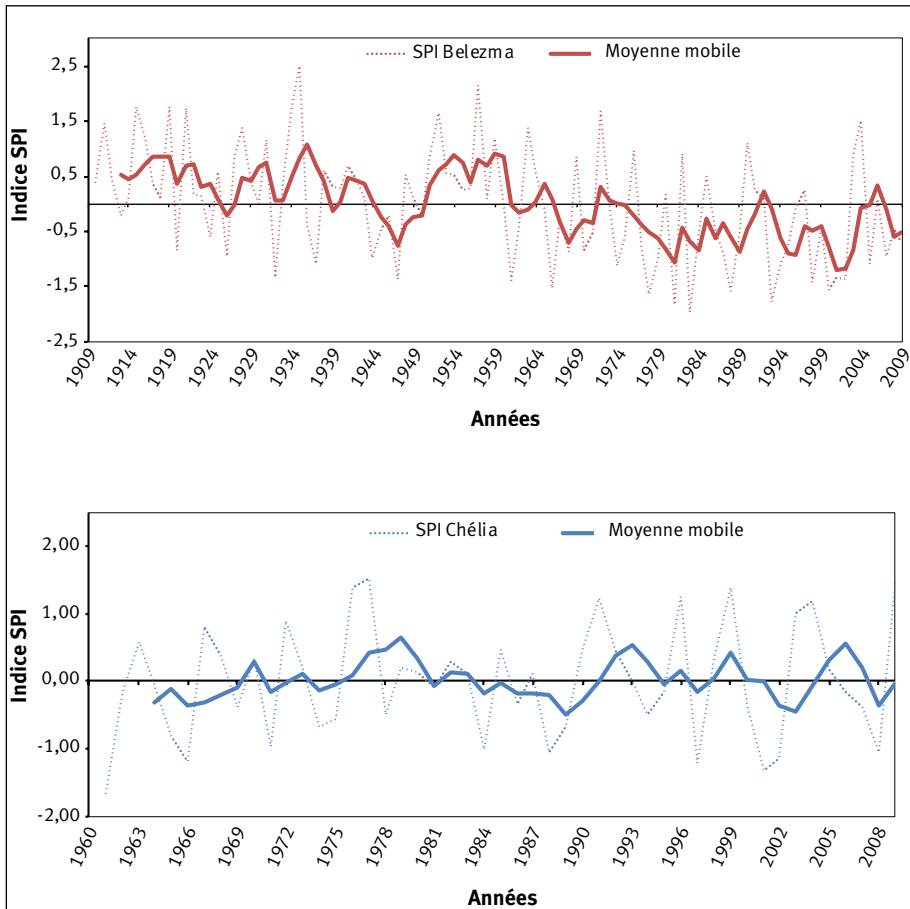 SPI Belezma Moyenne mobile
Indice SPI
2,5
1,5
0,5
-0,5
-1,5
-2,5
1909 1914 1919 1924 1929 1934 1939 1944 1949 1954 1959 1964 1969 1974 1979 1984 1989 1994 1999 2004 2009
Années
SPI Chélia Moyenne mobile
Indice SPI
2,00
1,00
0,00
-1,00
-2,00
1960 1963 1966 1969 1972 1975 1978 1981 1984 1987 1990 1993 1996 1999 2002 2005 2008
Années